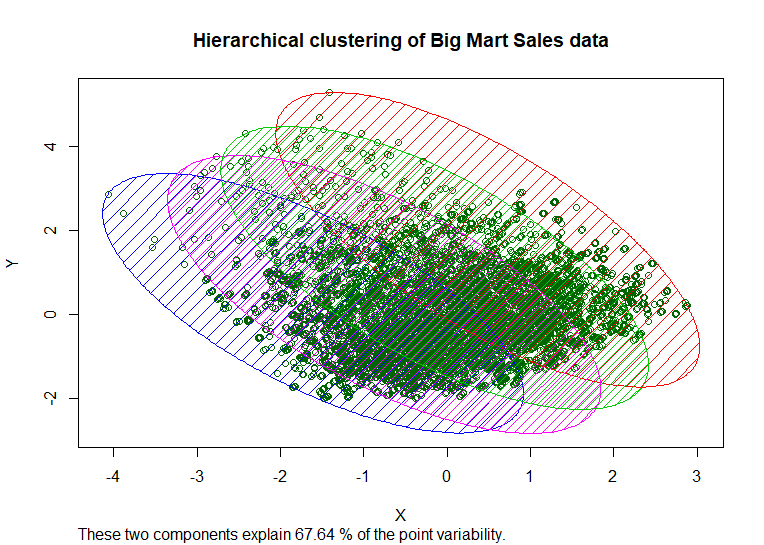 Hierarchical clustering of Big Mart Sales data
4
2
0
-2
Y
-4 -3 -2 -1 0 1 2 3
X
These two components explain 67.64 % of the point variability.